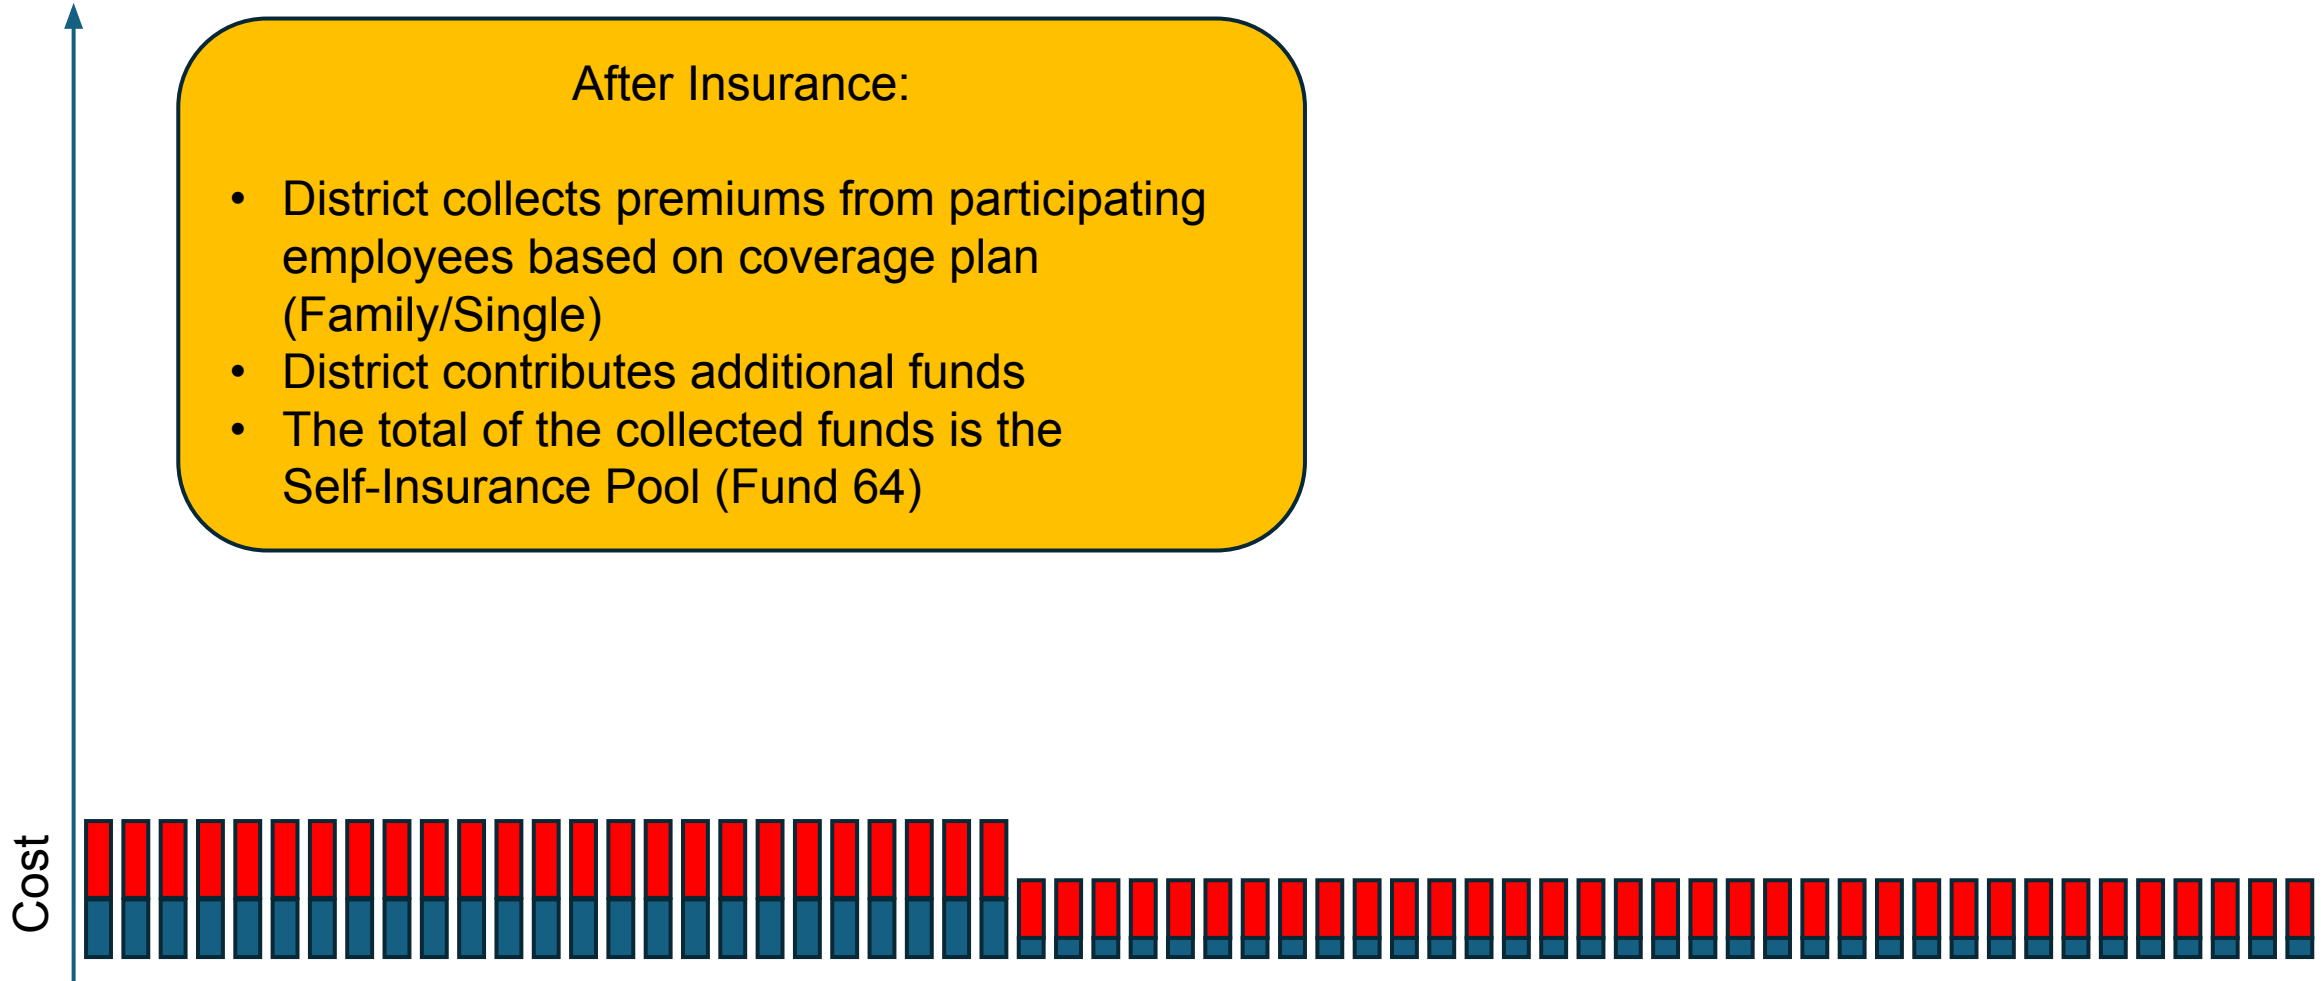 After Insurance:
• District collects premiums from participating
employees based on coverage plan
(Family/Single)
• District contributes additional funds
• The total of the collected funds is the
Self-Insurance Pool (Fund 64)
Cost